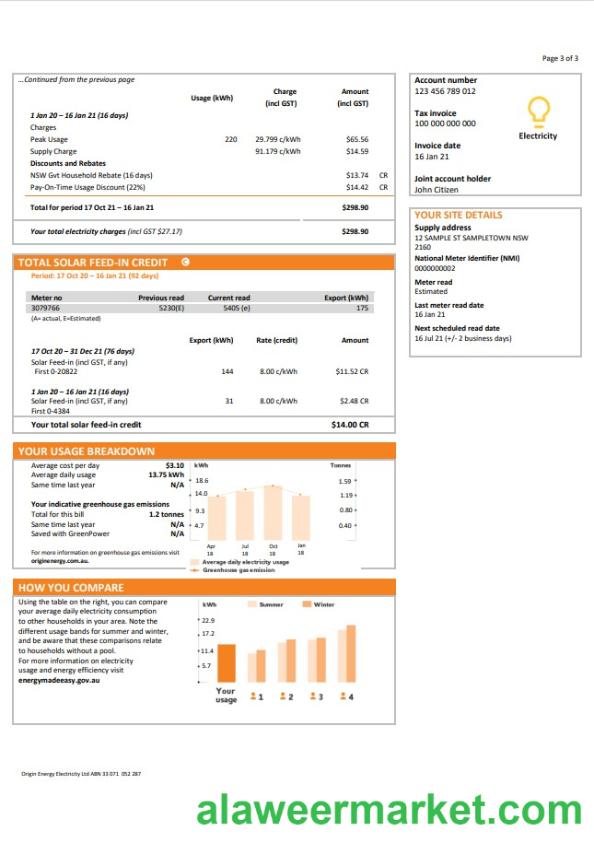 Page 3 of 3
...Continued from the previous page
Usage (kWh) Charge (incl GST) Amount (incl GST)
1 Jan 20 – 16 Jan 21 (16 days)
Charges
Peak Usage 220 29.799 c/kWh $65.56
Supply Charge 91.179 c/kWh $14.59
Discounts and Rebates
NSW Gvt Household Rebate (16 days) $13.74 CR
Pay-On-Time Usage Discount (22%) $14.42 CR
Total for period 17 Oct 21 – 16 Jan 21 $298.90
Your total electricity charges (incl GST $27.17) $298.90
Account number
123 456 789 012
Tax invoice
100 000 000 000
Electricity
Invoice date
16 Jan 21
Joint account holder
John Citizen
YOUR SITE DETAILS
Supply address
12 SAMPLE ST SAMPLETOWN NSW
2160
National Meter Identifier (NMI)
0000000002
Meter read
Estimated
Last meter read date
16 Jan 21
Next scheduled read date
16 Jul 21 (+/- 2 business days)
TOTAL SOLAR FEED-IN CREDIT
Period: 17 Oct 20 – 16 Jan 21 (92 days)
Meter no Previous read Current read Export (kWh)
3079766 5230(E) 5405 (e) 175
(A= actual, E=Estimated)
Export (kWh) Rate (credit) Amount
17 Oct 20 – 31 Dec 21 (76 days)
Solar Feed-in (incl GST, if any)
First 0-20822 144 8.00 c/kWh $11.52 CR
1 Jan 20 – 16 Jan 21 (16 days)
Solar Feed-in (incl GST, if any) 31 8.00 c/kWh $2.48 CR
First 0-4384
Your total solar feed-in credit $14.00 CR
YOUR USAGE BREAKDOWN
Average cost per day $3.10
Average daily usage 13.75 kWh
Same time last year N/A
Your indicative greenhouse gas emissions
Total for this bill 1.2 tonnes
Same time last year N/A
Saved with GreenPower N/A
For more information on greenhouse gas emissions visit
originenergy.com.au.
kWh Tonnes
18.6 1.59
14.0 1.19
9.3 0.80
4.7 0.40
Apr 18 Jul 18 Oct 18 Jan 18
Average daily electricity usage
Greenhouse gas emission
HOW YOU COMPARE
Using the table on the right, you can compare
your average daily electricity consumption
to other households in your area. Note the
different usage bands for summer and winter,
and be aware that these comparisons relate
to households without a pool.
For more information on electricity
usage and energy efficiency visit
energymadeeasy.gov.au
kWh Summer Winter
22.9
17.2
11.4
5.7
Your usage 1 2 3 4
Origin Energy Electricity Ltd ABN 33 071 052 287
alaweermarket.com